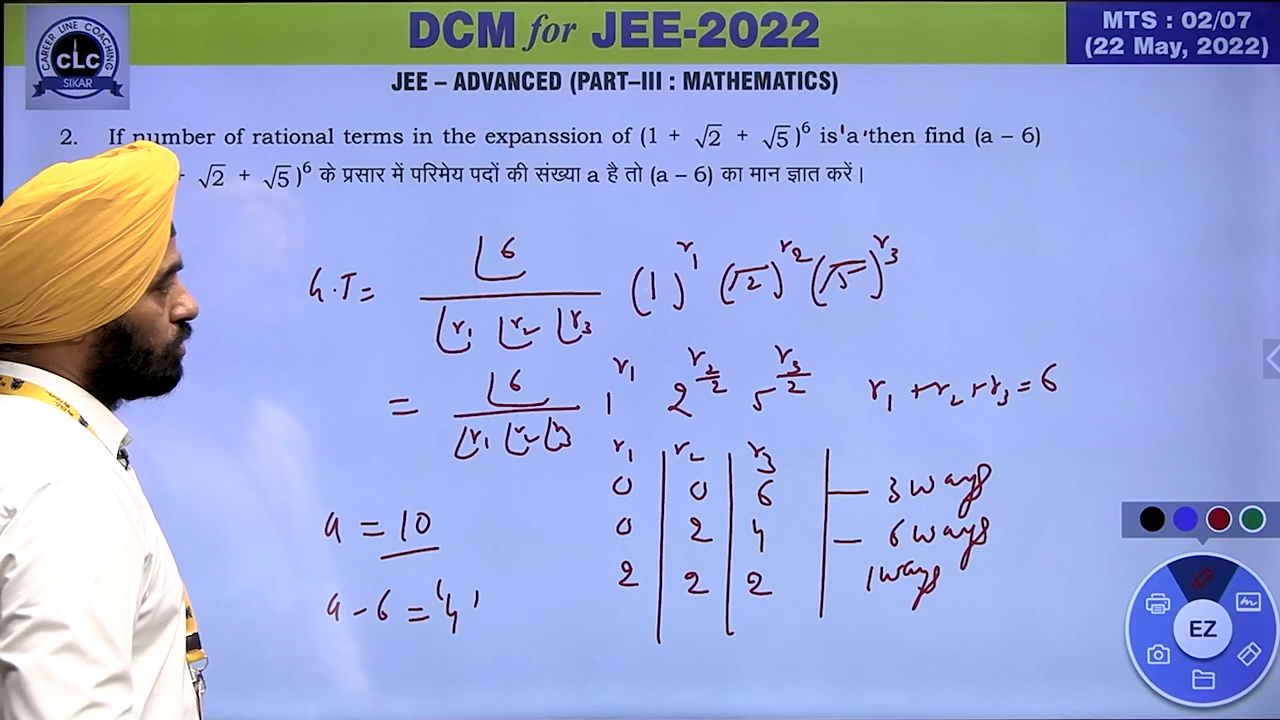 CAREER LINE COACHING
CLC
SIKAR
DCM for JEE-2022
MTS : 02/07
(22 May, 2022)
JEE – ADVANCED (PART–III : MATHEMATICS)
2. If number of rational terms in the expanssion of (1 + √2 + √5)⁶ is 'a' then find (a – 6)
+ √2 + √5)⁶ के प्रसार में परिमेय पदों की संख्या a है तो (a – 6) का मान ज्ञात करें।
G.T = ⌊6 / (⌊r₁ ⌊r₂ ⌊r₃) (1)^r₁ (√2)^r₂ (√5)^r₃
= ⌊6 / (⌊r₁ ⌊r₂ ⌊r₃) 1^r₁ 2^(r₂/2) 5^(r₃/2) r₁ + r₂ + r₃ = 6
r₁ r₂ r₃
0 0 6 — 3 ways
0 2 4 — 6 ways
2 2 2 1 ways
a = 10
a - 6 = '4'
EZ